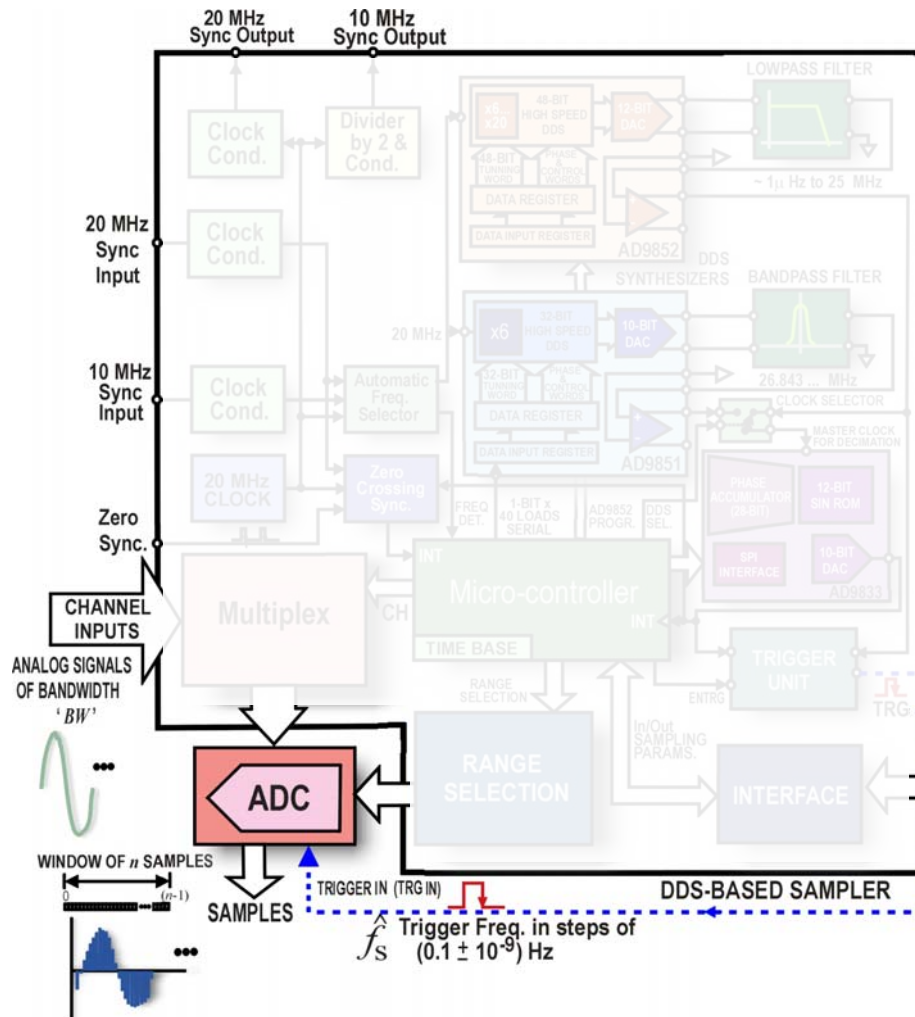 20 MHz
Sync Output
10 MHz
Sync Output
Clock
Cond.
Divider
by 2 &
Cond.
x6...
x20
48-BIT
HIGH SPEED
DDS
12-BIT
DAC
LOWPASS FILTER
48-BIT
TUNNING
WORD
PHASE
&
CONTROL
WORDS
DATA REGISTER
DATA INPUT REGISTER
AD9852
~ 1μ Hz to 25 MHz
20 MHz
Sync
Input
Clock
Cond.
DDS
SYNTHESIZERS
BANDPASS FILTER
20 MHz
x6
32-BIT
HIGH SPEED
DDS
10-BIT
DAC
32-BIT
TUNNING
WORD
PHASE
&
CONTROL
WORDS
DATA REGISTER
DATA INPUT REGISTER
AD9851
26.843 ... MHz
10 MHz
Sync
Input
Clock
Cond.
Automatic
Freq.
Selector
CLOCK SELECTOR
MASTER CLOCK
FOR DECIMATION
20 MHz
CLOCK
Zero
Crossing
Sync.
PHASE
ACCUMULATOR
(28-BIT)
12-BIT
SIN ROM
SPI
INTERFACE
10-BIT
DAC
AD9833
Zero
Sync.
FREQ
DET.
1-BIT x
40 LOADS
SERIAL
AD9852
PROGR.
DDS
SEL.
CHANNEL
INPUTS
Multiplex
CH
INT
Micro-controller
INT
TIME BASE
ANALOG SIGNALS
OF BANDWIDTH
‘BW’
RANGE
SELECTION
ENTRG
TRIGGER
UNIT
TRG
In/Out
SAMPLING
PARAMS.
ADC
RANGE
SELECTION
INTERFACE
WINDOW OF n SAMPLES
0
(n-1)
SAMPLES
TRIGGER IN (TRG IN)
DDS-BASED SAMPLER
f̂s Trigger Freq. in steps of
(0.1 ± 10⁻⁹) Hz